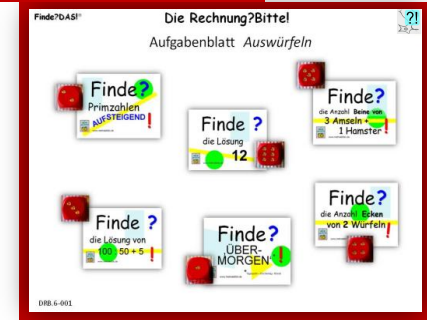 Finde?DAS!®
Die Rechnung?Bitte!
?!
Aufgabenblatt Auswürfeln
Finde?
Primzahlen
AUFSTEIGEND!
Finde ?
die Lösung
12
Finde?
die Anzahl Beine von
3 Amseln +
1 Hamster !
Finde ?
die Lösung von
100 : 50 + 5 !
Finde?
ÜBER-
MORGEN !
Finde?
die Anzahl Ecken
von 2 Würfeln !
DRB.6-001